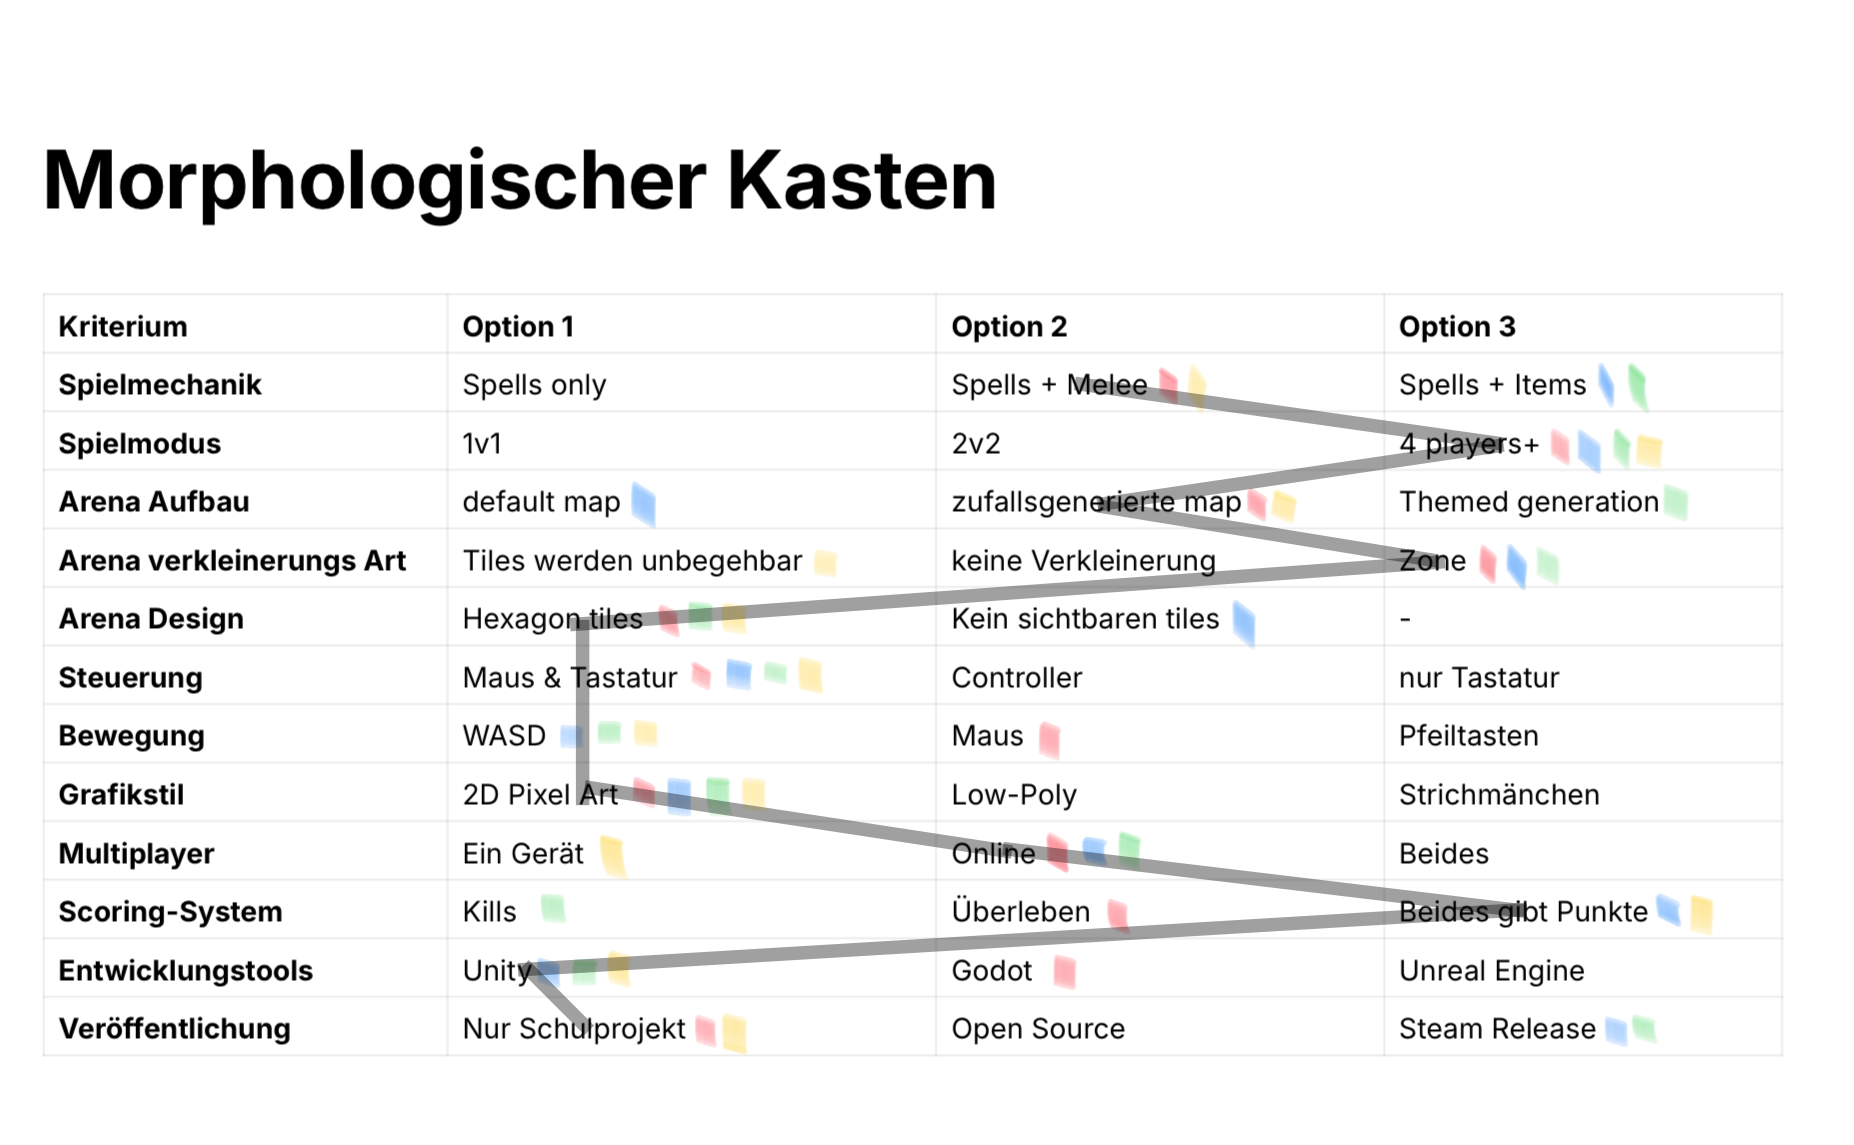 Morphologischer Kasten
Kriterium Option 1 Option 2 Option 3
Spielmechanik Spells only Spells + Melee Spells + Items
Spielmodus 1v1 2v2 4 players+
Arena Aufbau default map zufallsgenerierte map Themed generation
Arena verkleinerungs Art Tiles werden unbegehbar keine Verkleinerung Zone
Arena Design Hexagon tiles Kein sichtbaren tiles -
Steuerung Maus & Tastatur Controller nur Tastatur
Bewegung WASD Maus Pfeiltasten
Grafikstil 2D Pixel Art Low-Poly Strichmänchen
Multiplayer Ein Gerät Online Beides
Scoring-System Kills Überleben Beides gibt Punkte
Entwicklungstools Unity Godot Unreal Engine
Veröffentlichung Nur Schulprojekt Open Source Steam Release